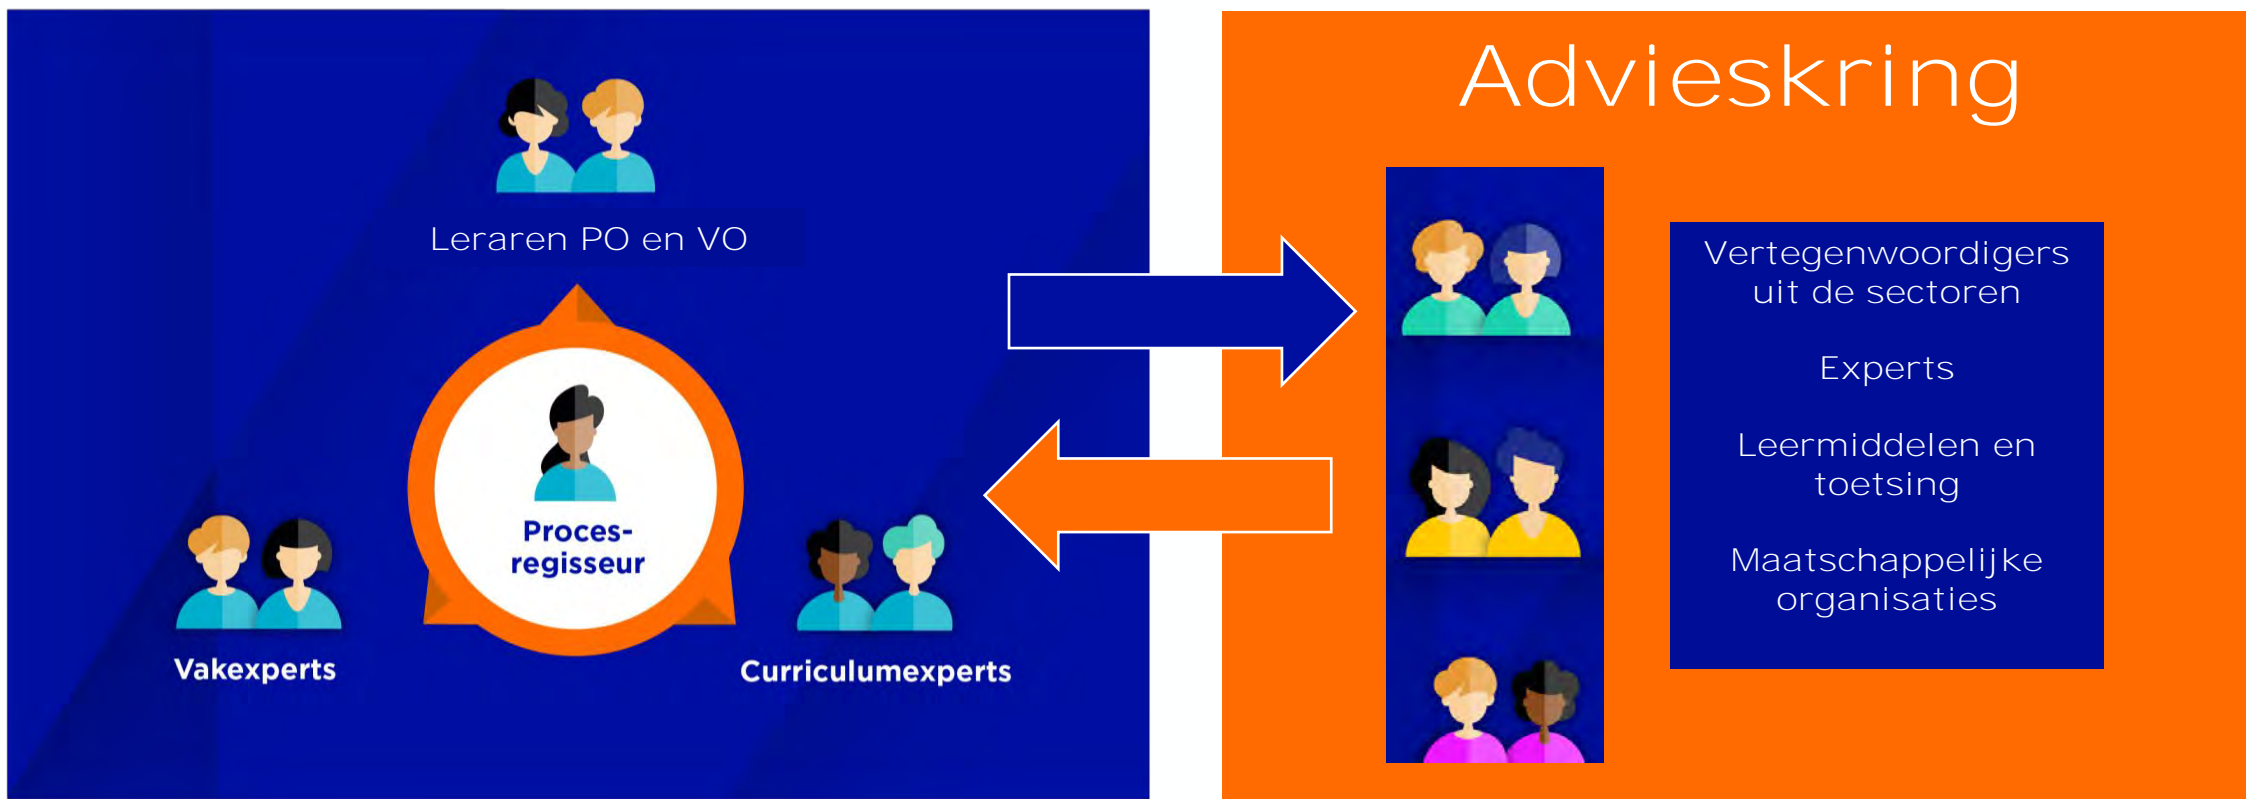 Leraren PO en VO
Proces-
regisseur
Vakexperts
Curriculumexperts
Advieskring
Vertegenwoordigers
uit de sectoren
Experts
Leermiddelen en
toetsing
Maatschappelijke
organisaties